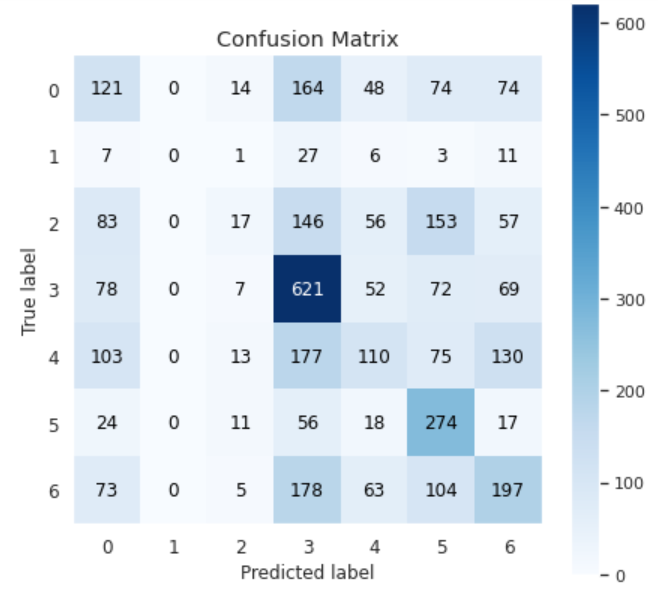 Confusion Matrix
0 121 0 14 164 48 74 74
1 7 0 1 27 6 3 11
2 83 0 17 146 56 153 57
3 78 0 7 621 52 72 69
4 103 0 13 177 110 75 130
5 24 0 11 56 18 274 17
6 73 0 5 178 63 104 197
0 1 2 3 4 5 6
True label
Predicted label
600
500
400
300
200
100
0